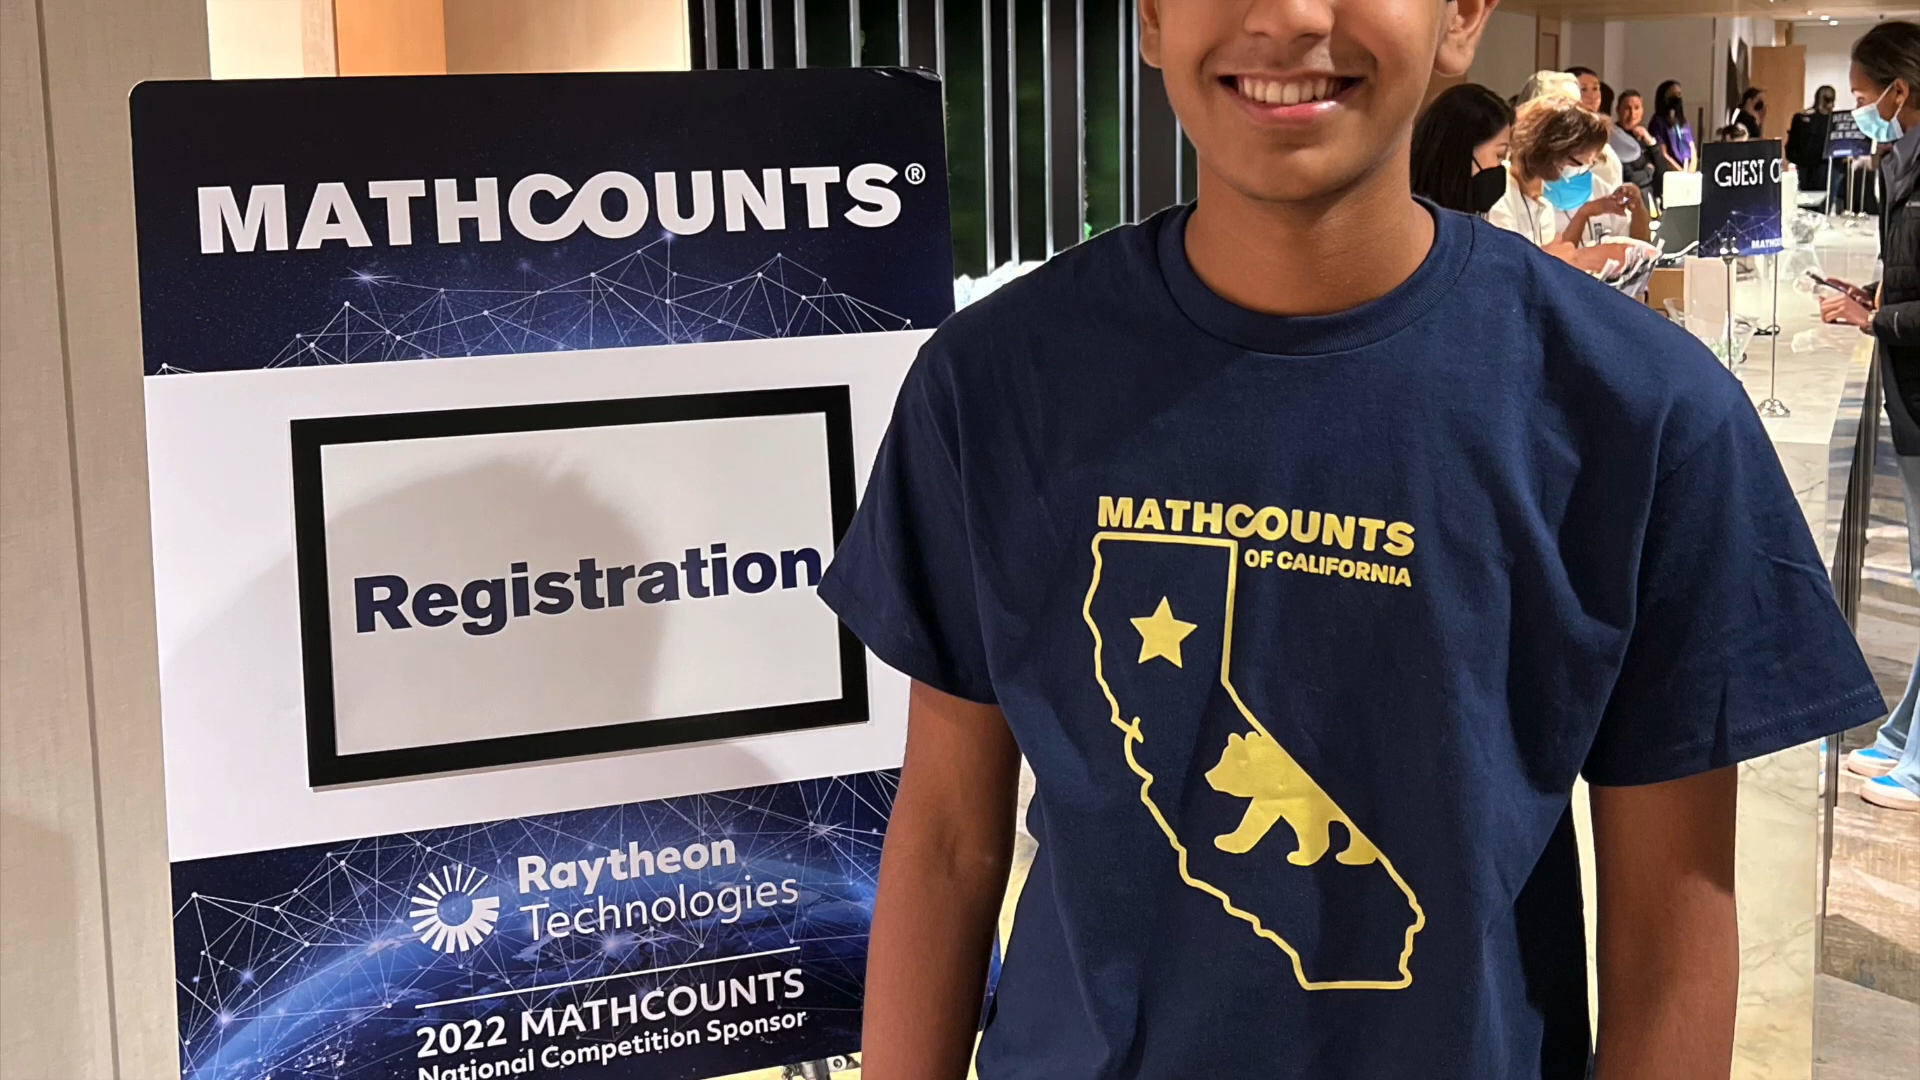 MATHCOUNTS®
Registration
Raytheon
Technologies
2022 MATHCOUNTS
National Competition Sponsor
MATHCOUNTS
OF CALIFORNIA
GUEST